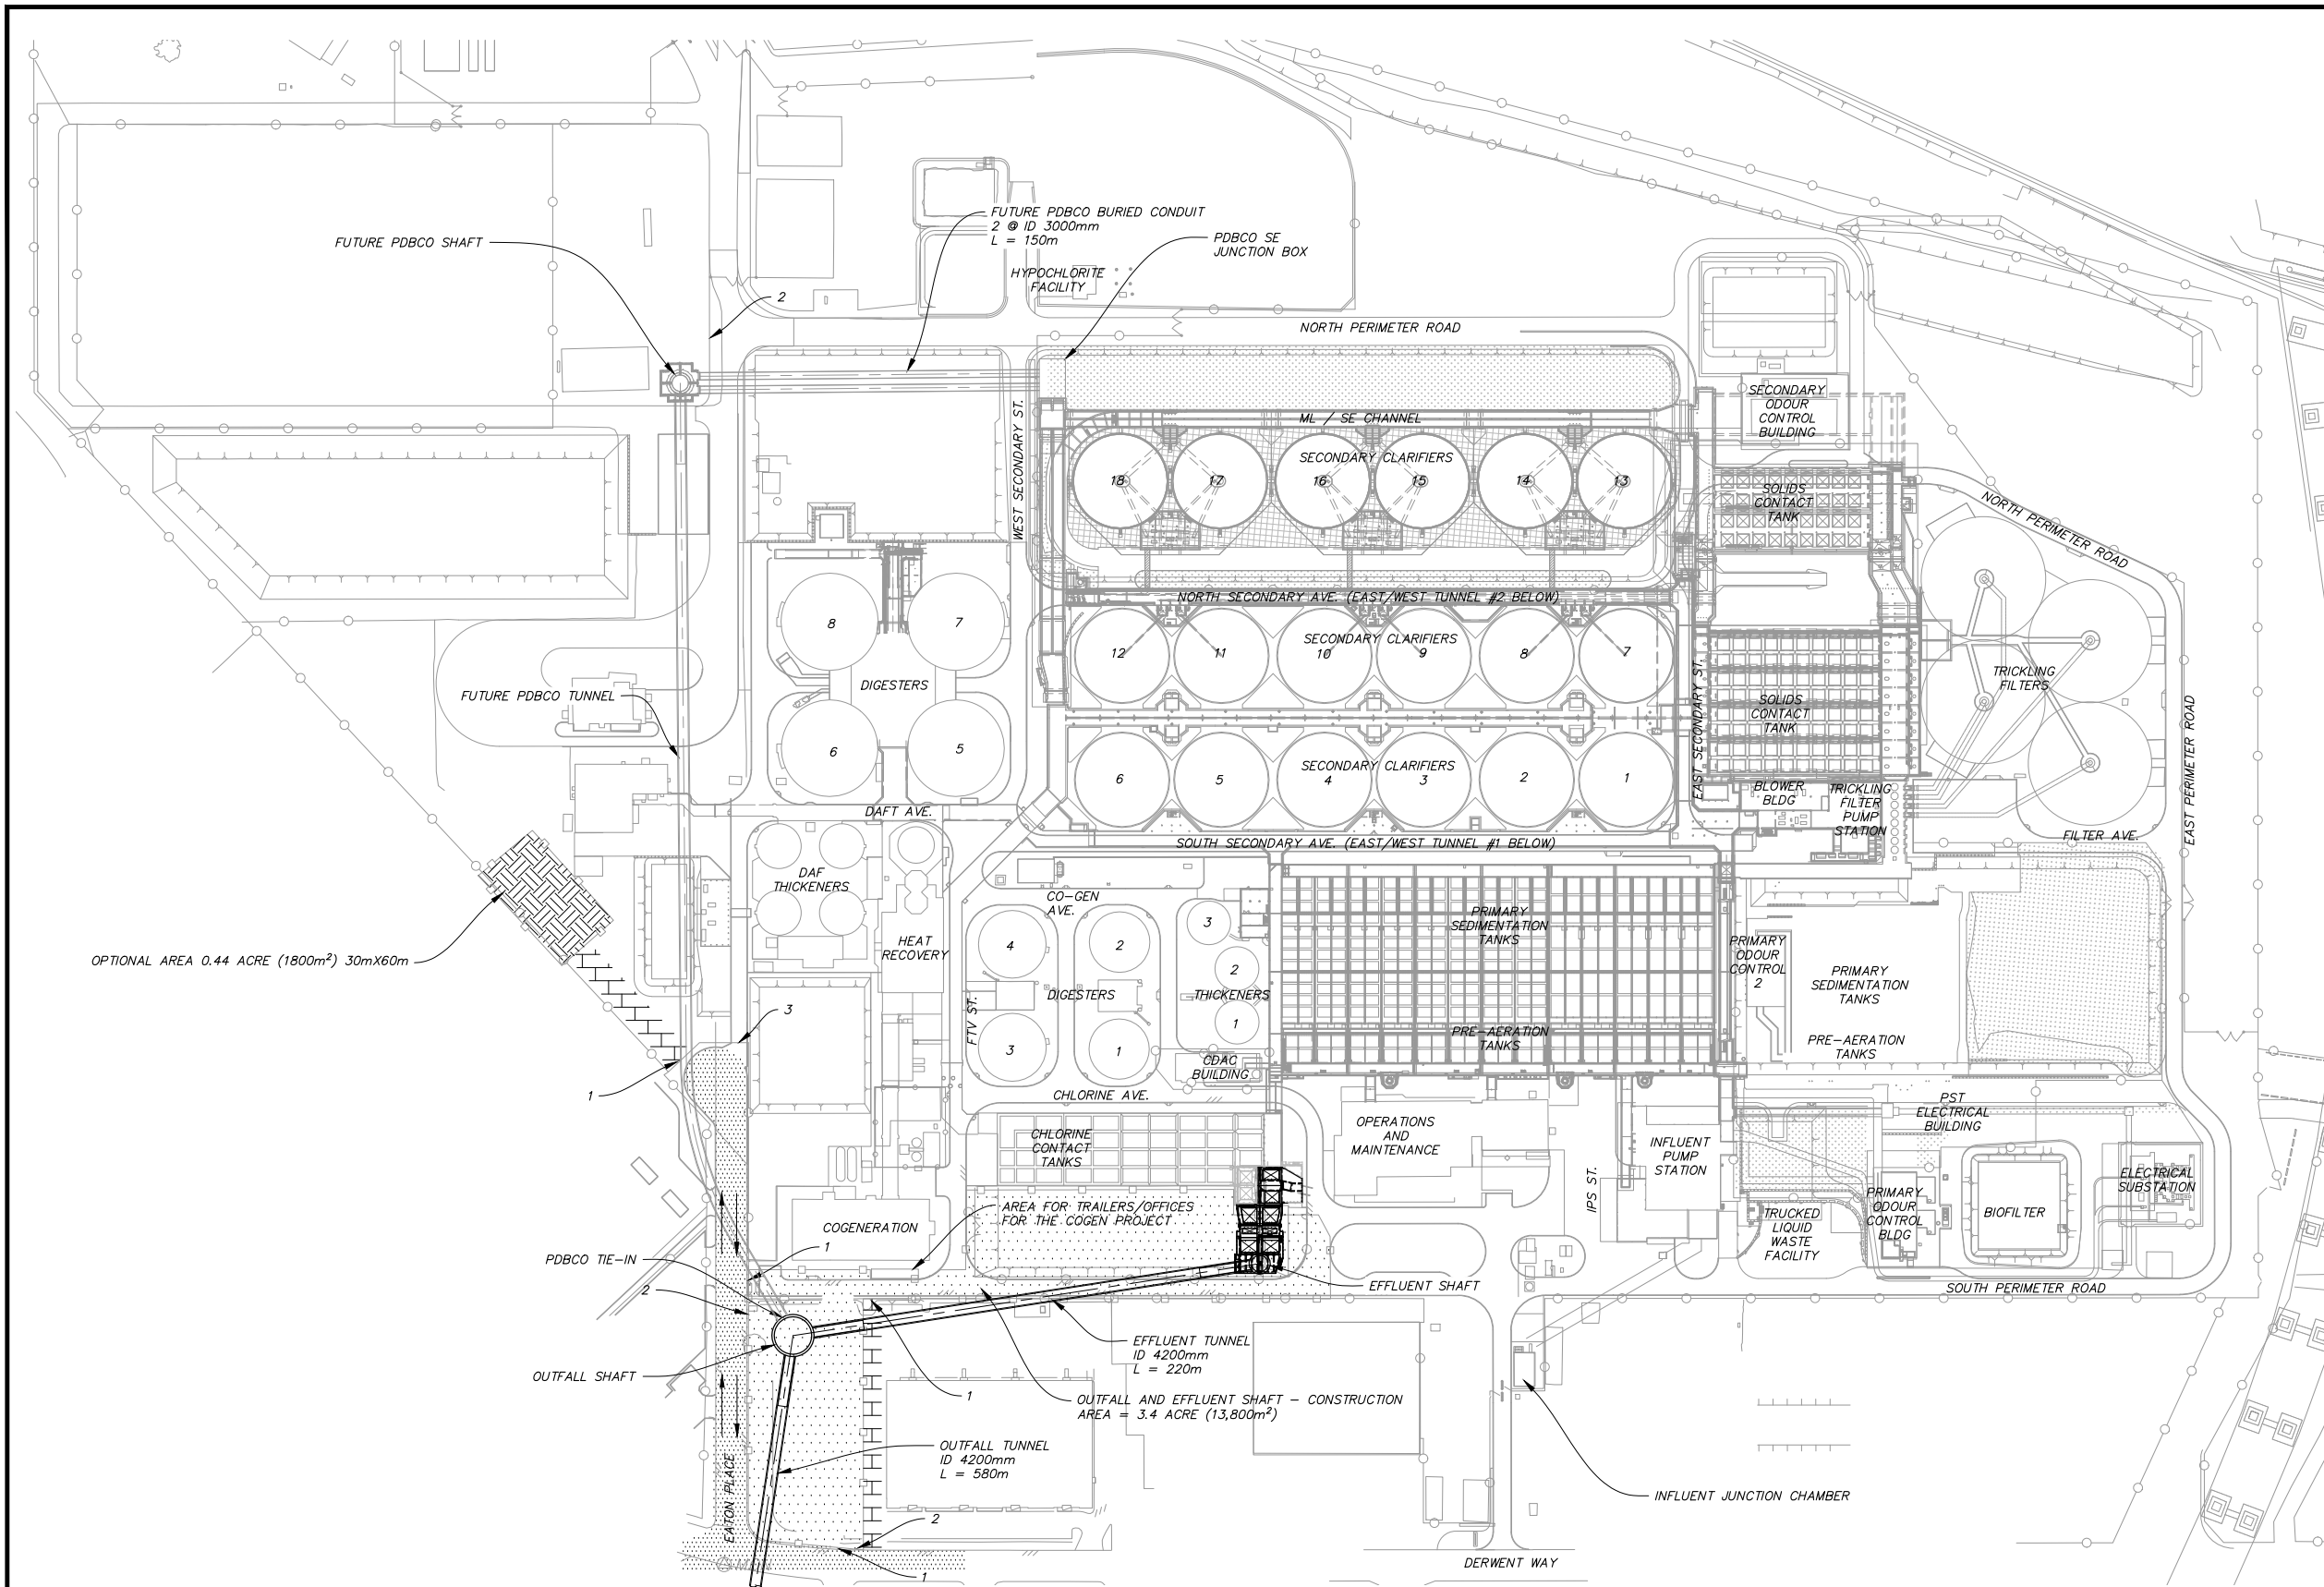 FUTURE PDBCO SHAFT
FUTURE PDBCO BURIED CONDUIT
2 @ ID 3000mm
L = 150m
PDBCO SE
JUNCTION BOX
HYPOCHLORITE
FACILITY
2
NORTH PERIMETER ROAD
WEST SECONDARY ST.
ML / SE CHANNEL
SECONDARY
ODOUR
CONTROL
BUILDING
SECONDARY CLARIFIERS
18
17
16
15
14
13
SOLIDS
CONTACT
TANK
NORTH PERIMETER ROAD
NORTH SECONDARY AVE. (EAST/WEST TUNNEL #2 BELOW)
8
7
DIGESTERS
6
5
SECONDARY CLARIFIERS
12
11
10
9
8
7
FUTURE PDBCO TUNNEL
EAST SECONDARY ST.
SOLIDS
CONTACT
TANK
TRICKLING
FILTERS
EAST PERIMETER ROAD
SECONDARY CLARIFIERS
6
5
4
3
2
1
BLOWER
BLDG
TRICKLING
FILTER
PUMP
STATION
DAFT AVE.
SOUTH SECONDARY AVE. (EAST/WEST TUNNEL #1 BELOW)
FILTER AVE.
DAF
THICKENERS
CO-GEN
AVE.
HEAT
RECOVERY
4
2
DIGESTERS
3
1
3
2
THICKENERS
1
FTV ST.
PRIMARY
SEDIMENTATION
TANKS
PRIMARY
ODOUR
CONTROL
2
PRIMARY
SEDIMENTATION
TANKS
OPTIONAL AREA 0.44 ACRE (1800m²) 30mX60m
3
1
PRE-AERATION
TANKS
PRE-AERATION
TANKS
CDAC
BUILDING
CHLORINE AVE.
CHLORINE
CONTACT
TANKS
OPERATIONS
AND
MAINTENANCE
INFLUENT
PUMP
STATION
IPS ST.
PST
ELECTRICAL
BUILDING
ELECTRICAL
SUBSTATION
COGENERATION
AREA FOR TRAILERS/OFFICES
FOR THE COGEN PROJECT
TRUCKED
LIQUID
WASTE
FACILITY
PRIMARY
ODOUR
CONTROL
BLDG
BIOFILTER
PDBCO TIE-IN
1
2
EFFLUENT SHAFT
SOUTH PERIMETER ROAD
OUTFALL SHAFT
EFFLUENT TUNNEL
ID 4200mm
L = 220m
1
OUTFALL AND EFFLUENT SHAFT – CONSTRUCTION
AREA = 3.4 ACRE (13,800m²)
OUTFALL TUNNEL
ID 4200mm
L = 580m
EATON PLACE
INFLUENT JUNCTION CHAMBER
2
1
DERWENT WAY